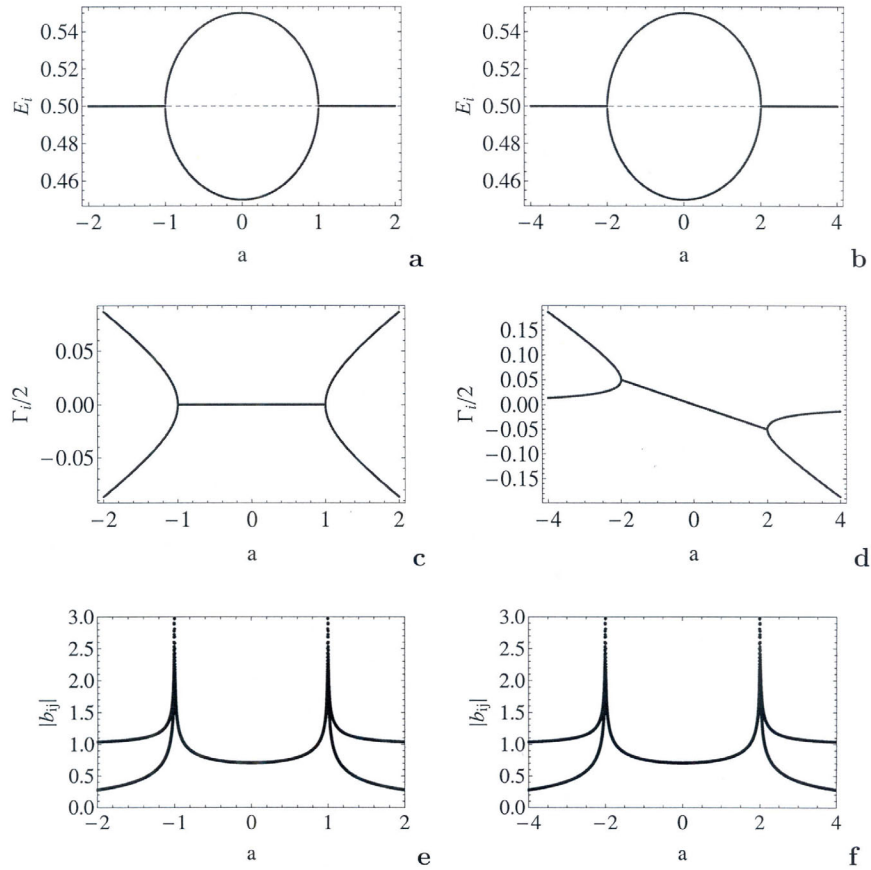 0.54
0.52
0.50
0.48
0.46
E_i
−2 −1 0 1 2
a
a
0.54
0.52
0.50
0.48
0.46
E_i
−4 −2 0 2 4
a
b
0.05
0.00
−0.05
Γ_i/2
−2 −1 0 1 2
a
c
0.15
0.10
0.05
0.00
−0.05
−0.10
−0.15
Γ_i/2
−4 −2 0 2 4
a
d
3.0
2.5
2.0
1.5
1.0
0.5
0.0
|b_ij|
−2 −1 0 1 2
a
e
3.0
2.5
2.0
1.5
1.0
0.5
0.0
|b_ij|
−4 −2 0 2 4
a
f